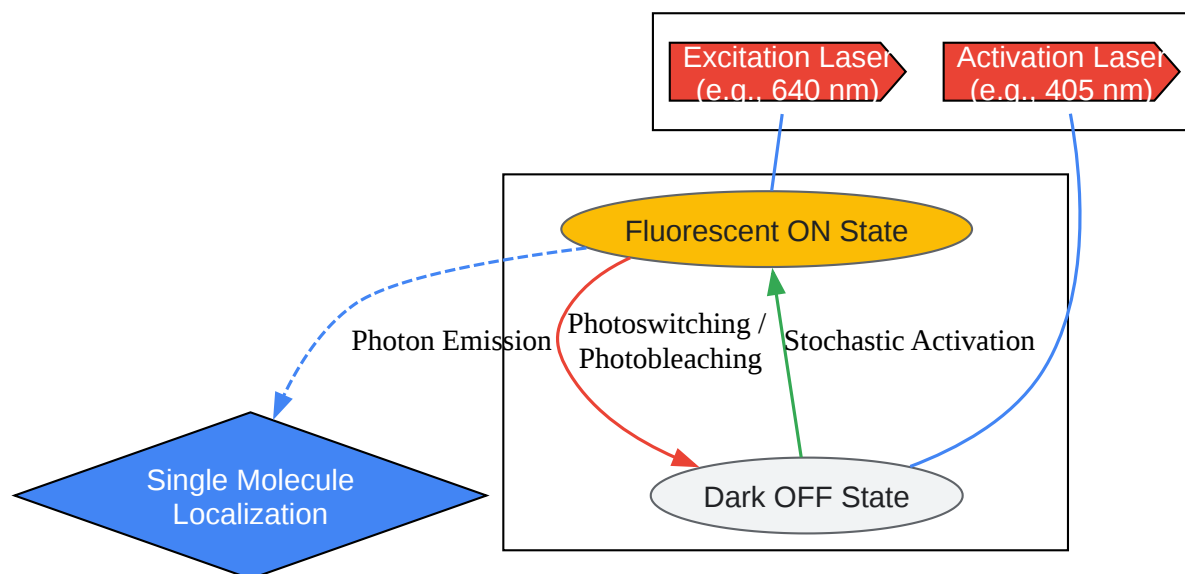 Excitation Laser
(e.g., 640 nm)
Activation Laser
(e.g., 405 nm)
Fluorescent ON State
Photon Emission
Photoswitching /
Photobleaching
Stochastic Activation
Single Molecule
Localization
Dark OFF State